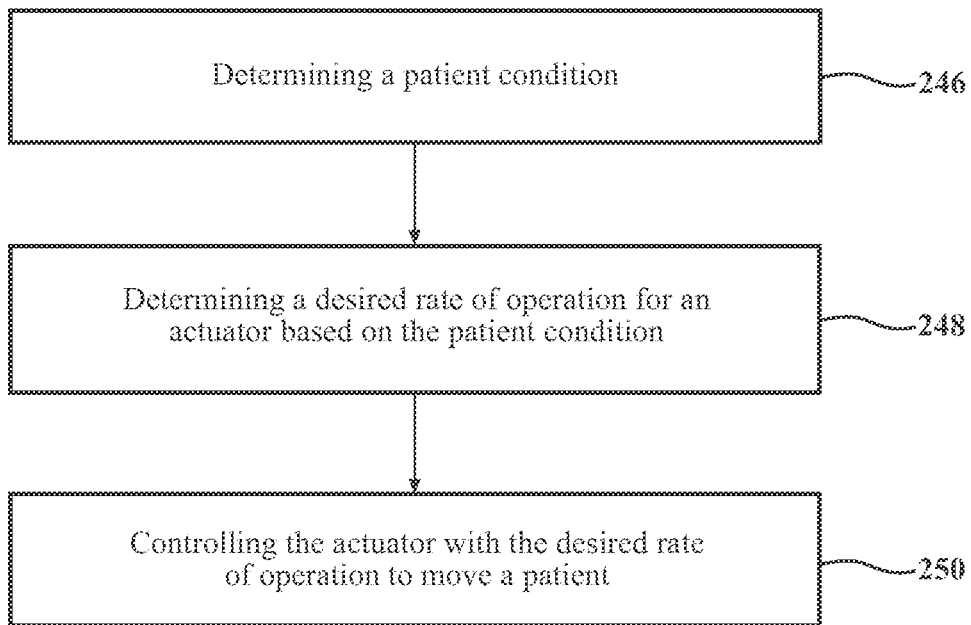 Determining a patient condition
246
Determining a desired rate of operation for an
actuator based on the patient condition
248
Controlling the actuator with the desired rate
of operation to move a patient
250